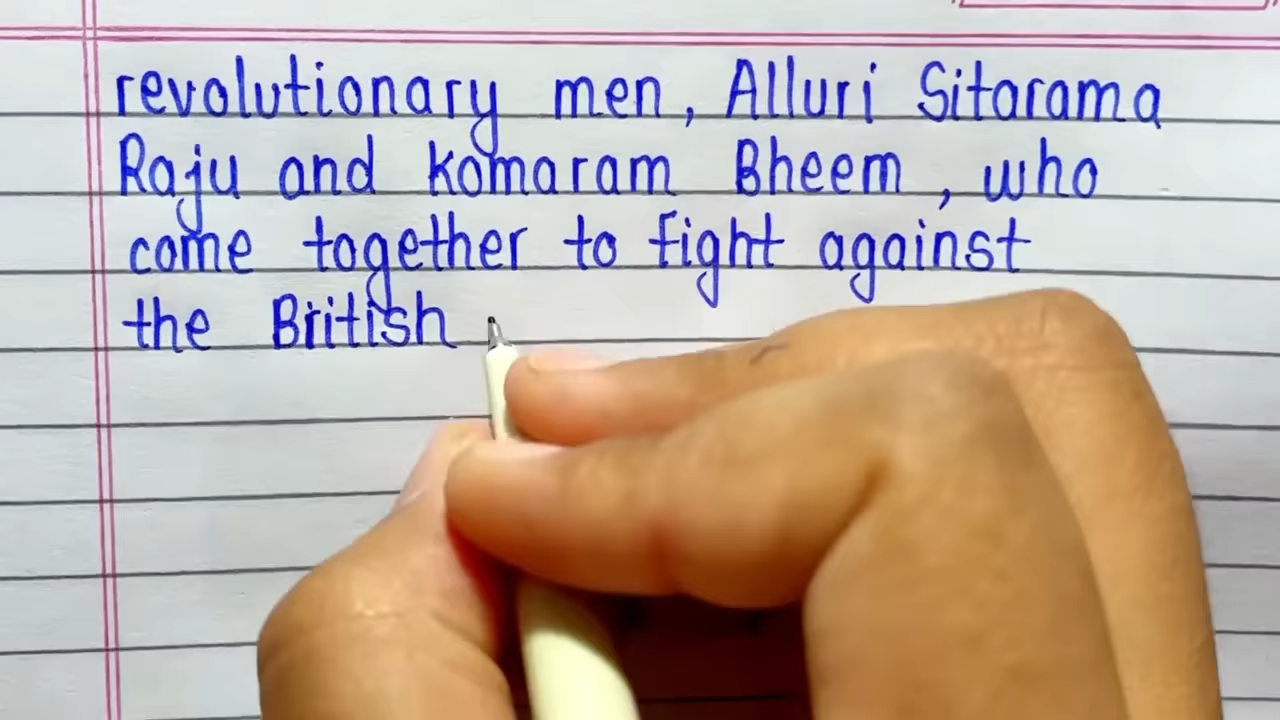 revolutionary men, Alluri Sitarama
Raju and Komaram Bheem, who
come together to fight against
the British